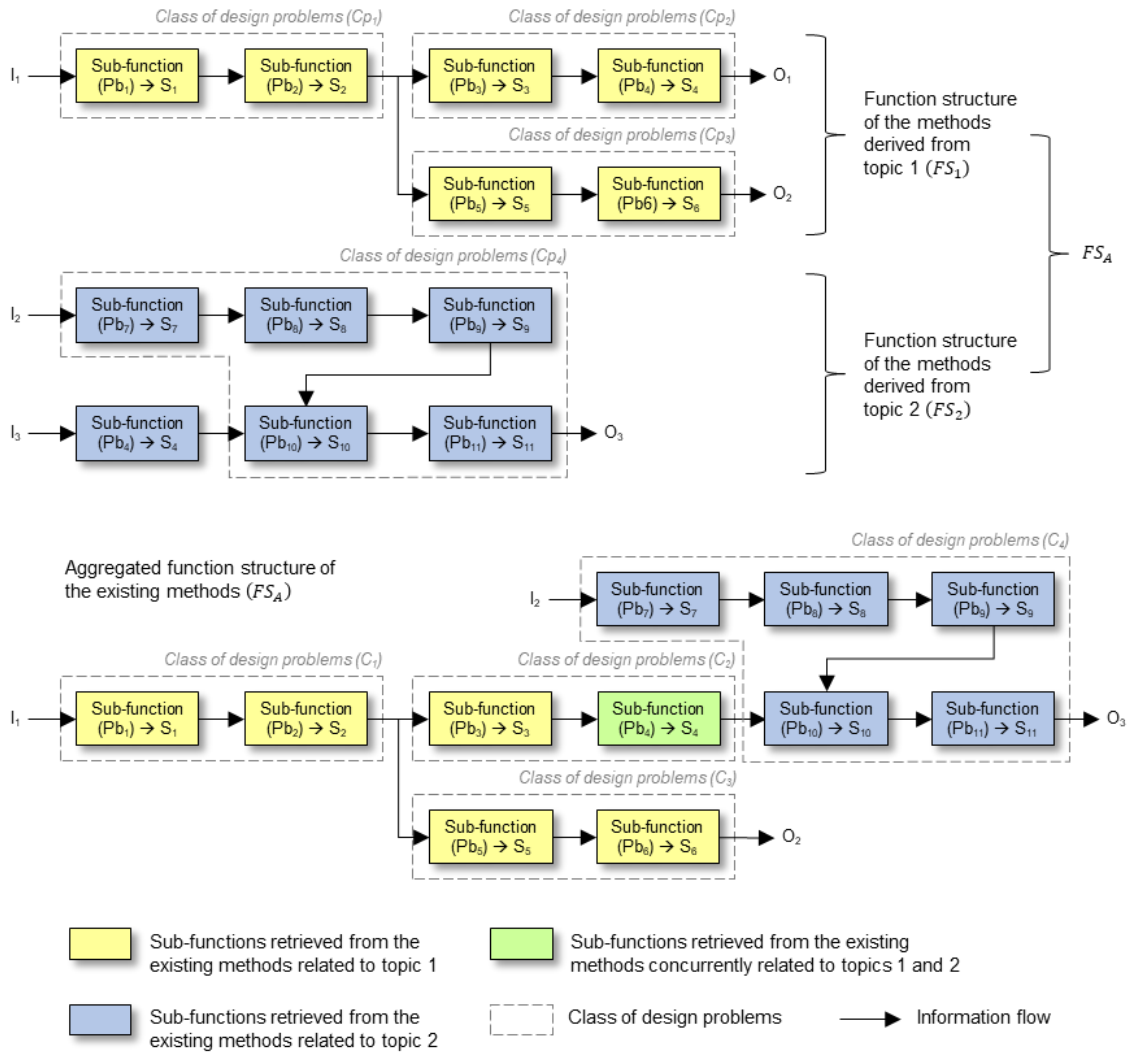 Class of design problems (Cp₁)
Class of design problems (Cp₂)
I₁
Sub-function
(Pb₁) → S₁
Sub-function
(Pb₂) → S₂
Sub-function
(Pb₃) → S₃
Sub-function
(Pb₄) → S₄
O₁
Class of design problems (Cp₃)
Sub-function
(Pb₅) → S₅
Sub-function
(Pb6) → S₆
O₂
Function structure
of the methods
derived from
topic 1 (FS₁)
Class of design problems (Cp₄)
I₂
Sub-function
(Pb₇) → S₇
Sub-function
(Pb₈) → S₈
Sub-function
(Pb₉) → S₉
I₃
Sub-function
(Pb₄) → S₄
Sub-function
(Pb₁₀) → S₁₀
Sub-function
(Pb₁₁) → S₁₁
O₃
Function structure
of the methods
derived from
topic 2 (FS₂)
FS_A
Aggregated function structure of
the existing methods (FS_A)
Class of design problems (C₄)
I₂
Sub-function
(Pb₇) → S₇
Sub-function
(Pb₈) → S₈
Sub-function
(Pb₉) → S₉
Class of design problems (C₁)
Class of design problems (C₂)
I₁
Sub-function
(Pb₁) → S₁
Sub-function
(Pb₂) → S₂
Sub-function
(Pb₃) → S₃
Sub-function
(Pb₄) → S₄
Sub-function
(Pb₁₀) → S₁₀
Sub-function
(Pb₁₁) → S₁₁
O₃
Class of design problems (C₃)
Sub-function
(Pb₅) → S₅
Sub-function
(Pb₆) → S₆
O₂
Sub-functions retrieved from the
existing methods related to topic 1
Sub-functions retrieved from the existing
methods concurrently related to topics 1 and 2
Sub-functions retrieved from the
existing methods related to topic 2
Class of design problems
Information flow